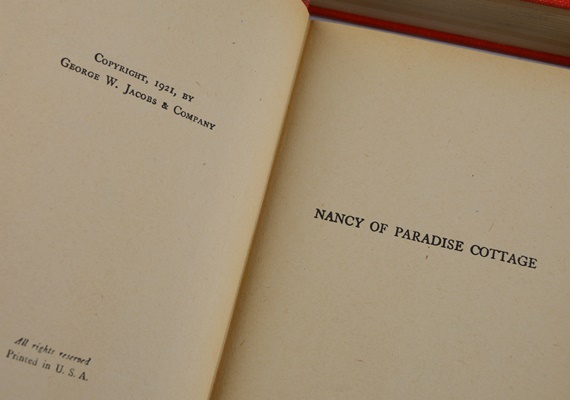 Copyright, 1921, by
George W. Jacobs & Company
All rights reserved
Printed in U. S. A.
NANCY OF PARADISE COTTAGE